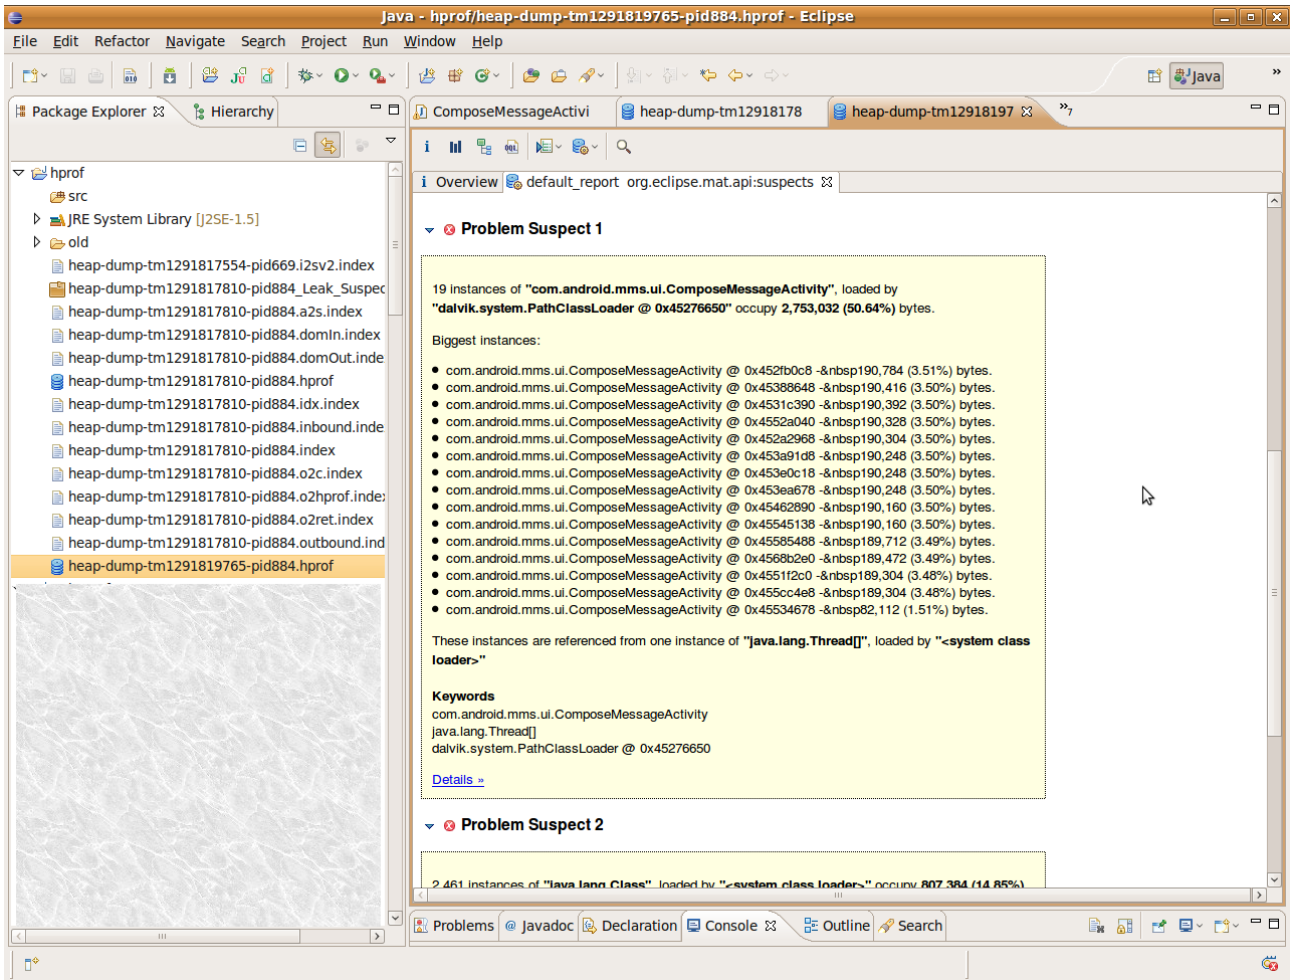 Java - hprof/heap-dump-tm1291819765-pid884.hprof - Eclipse
File Edit Refactor Navigate Search Project Run Window Help
Java
»
Package Explorer
Hierarchy
ComposeMessageActivi
heap-dump-tm12918178
heap-dump-tm12918197
»7
hprof
src
JRE System Library [J2SE-1.5]
old
heap-dump-tm1291817554-pid669.i2sv2.index
heap-dump-tm1291817810-pid884_Leak_Suspec
heap-dump-tm1291817810-pid884.a2s.index
heap-dump-tm1291817810-pid884.domIn.index
heap-dump-tm1291817810-pid884.domOut.inde
heap-dump-tm1291817810-pid884.hprof
heap-dump-tm1291817810-pid884.idx.index
heap-dump-tm1291817810-pid884.inbound.inde
heap-dump-tm1291817810-pid884.index
heap-dump-tm1291817810-pid884.o2c.index
heap-dump-tm1291817810-pid884.o2hprof.index
heap-dump-tm1291817810-pid884.o2ret.index
heap-dump-tm1291817810-pid884.outbound.ind
heap-dump-tm1291819765-pid884.hprof
i Overview
default_report org.eclipse.mat.api:suspects
Problem Suspect 1
19 instances of "com.android.mms.ui.ComposeMessageActivity", loaded by
"dalvik.system.PathClassLoader @ 0x45276650" occupy 2,753,032 (50.64%) bytes.
Biggest instances:
• com.android.mms.ui.ComposeMessageActivity @ 0x452fb0c8 -&nbsp190,784 (3.51%) bytes.
• com.android.mms.ui.ComposeMessageActivity @ 0x45388648 -&nbsp190,416 (3.50%) bytes.
• com.android.mms.ui.ComposeMessageActivity @ 0x4531c390 -&nbsp190,392 (3.50%) bytes.
• com.android.mms.ui.ComposeMessageActivity @ 0x4552a040 -&nbsp190,328 (3.50%) bytes.
• com.android.mms.ui.ComposeMessageActivity @ 0x452a2968 -&nbsp190,304 (3.50%) bytes.
• com.android.mms.ui.ComposeMessageActivity @ 0x453a91d8 -&nbsp190,248 (3.50%) bytes.
• com.android.mms.ui.ComposeMessageActivity @ 0x453e0c18 -&nbsp190,248 (3.50%) bytes.
• com.android.mms.ui.ComposeMessageActivity @ 0x453ea678 -&nbsp190,248 (3.50%) bytes.
• com.android.mms.ui.ComposeMessageActivity @ 0x45462890 -&nbsp190,160 (3.50%) bytes.
• com.android.mms.ui.ComposeMessageActivity @ 0x45545138 -&nbsp190,160 (3.50%) bytes.
• com.android.mms.ui.ComposeMessageActivity @ 0x45585488 -&nbsp189,712 (3.49%) bytes.
• com.android.mms.ui.ComposeMessageActivity @ 0x4568b2e0 -&nbsp189,472 (3.49%) bytes.
• com.android.mms.ui.ComposeMessageActivity @ 0x4551f2c0 -&nbsp189,304 (3.48%) bytes.
• com.android.mms.ui.ComposeMessageActivity @ 0x455cc4e8 -&nbsp189,304 (3.48%) bytes.
• com.android.mms.ui.ComposeMessageActivity @ 0x45534678 -&nbsp82,112 (1.51%) bytes.
These instances are referenced from one instance of "java.lang.Thread[]", loaded by "<system class
loader>"
Keywords
com.android.mms.ui.ComposeMessageActivity
java.lang.Thread[]
dalvik.system.PathClassLoader @ 0x45276650
Details »
Problem Suspect 2
2,461 instances of "java.lang.Class", loaded by "<system class loader>" occupy 807,384 (14.85%)
Problems @ Javadoc Declaration Console Outline Search